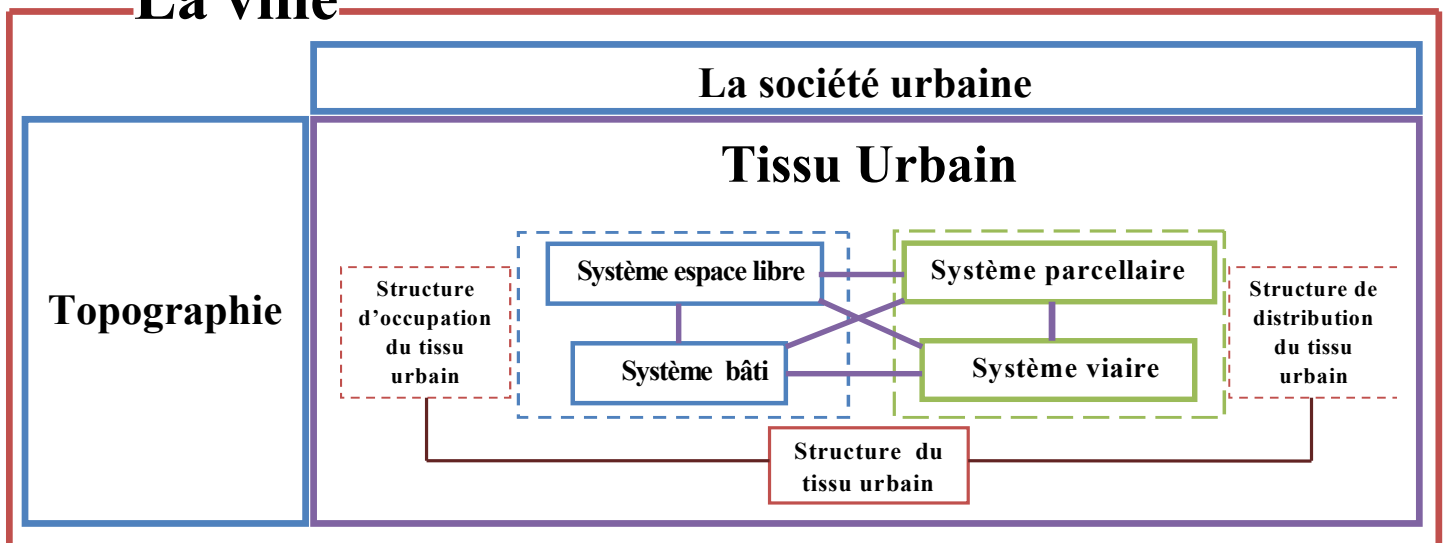 La ville
La société urbaine
Topographie
Tissu Urbain
Système espace libre
Système parcellaire
Structure
d’occupation
du tissu
urbain
Système bâti
Système viaire
Structure de
distribution
du tissu
urbain
Structure du
tissu urbain